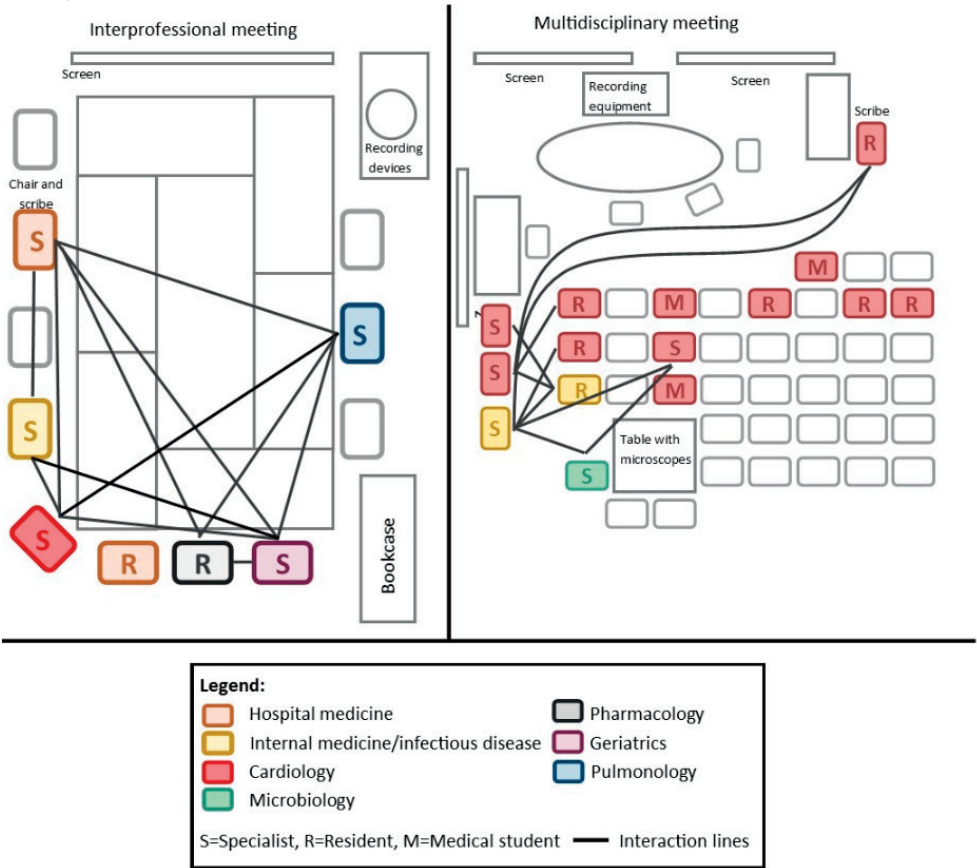 Interprofessional meeting
Screen
Recording
devices
Chair and
scribe
S
S
S
S
R
R
S
Bookcase
Multidisciplinary meeting
Screen
Screen
Recording
equipment
Scribe
R
M
S
R
M
R
R
R
S
R
S
R
M
S
Table with
microscopes
S
Legend:
Hospital medicine
Internal medicine/infectious disease
Cardiology
Microbiology
Pharmacology
Geriatrics
Pulmonology
S=Specialist, R=Resident, M=Medical student
Interaction lines